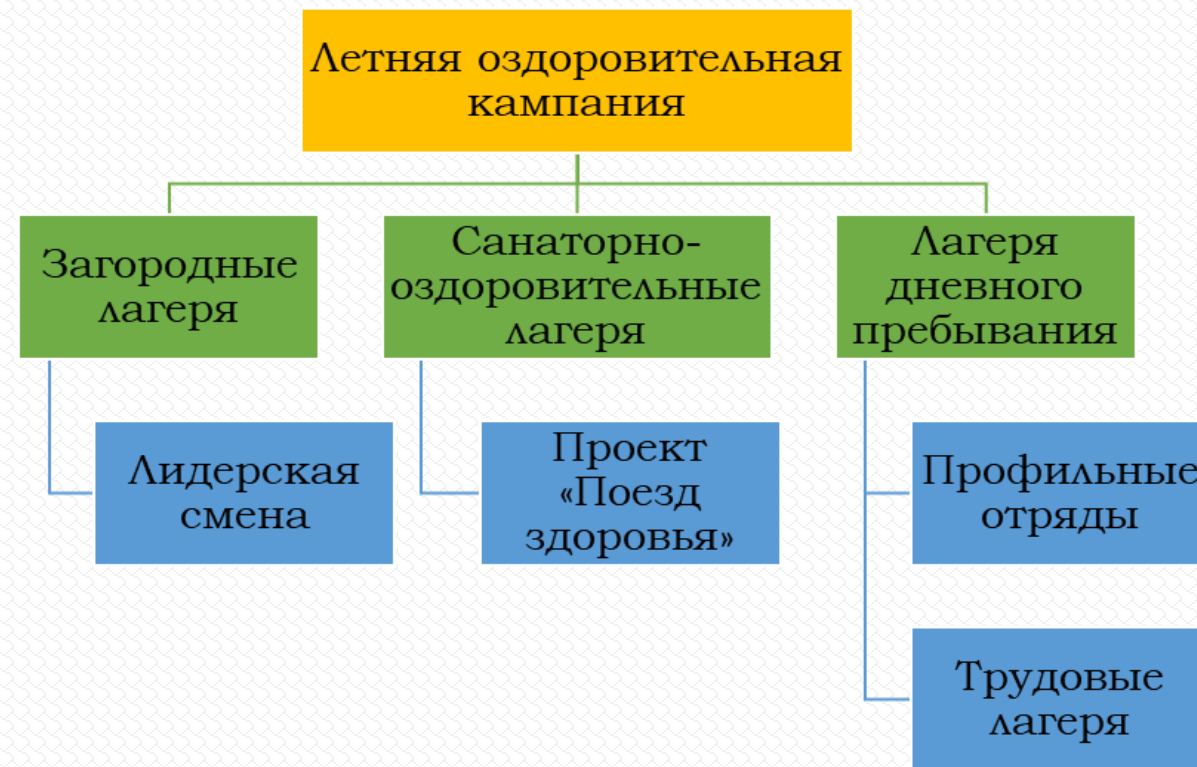 Летняя оздоровительная
кампания
Загородные
лагеря
Санаторно-
оздоровительные
лагеря
Лагеря
дневного
пребывания
Лидерская
смена
Проект
«Поезд
здоровья»
Профильные
отряды
Трудовые
лагеря